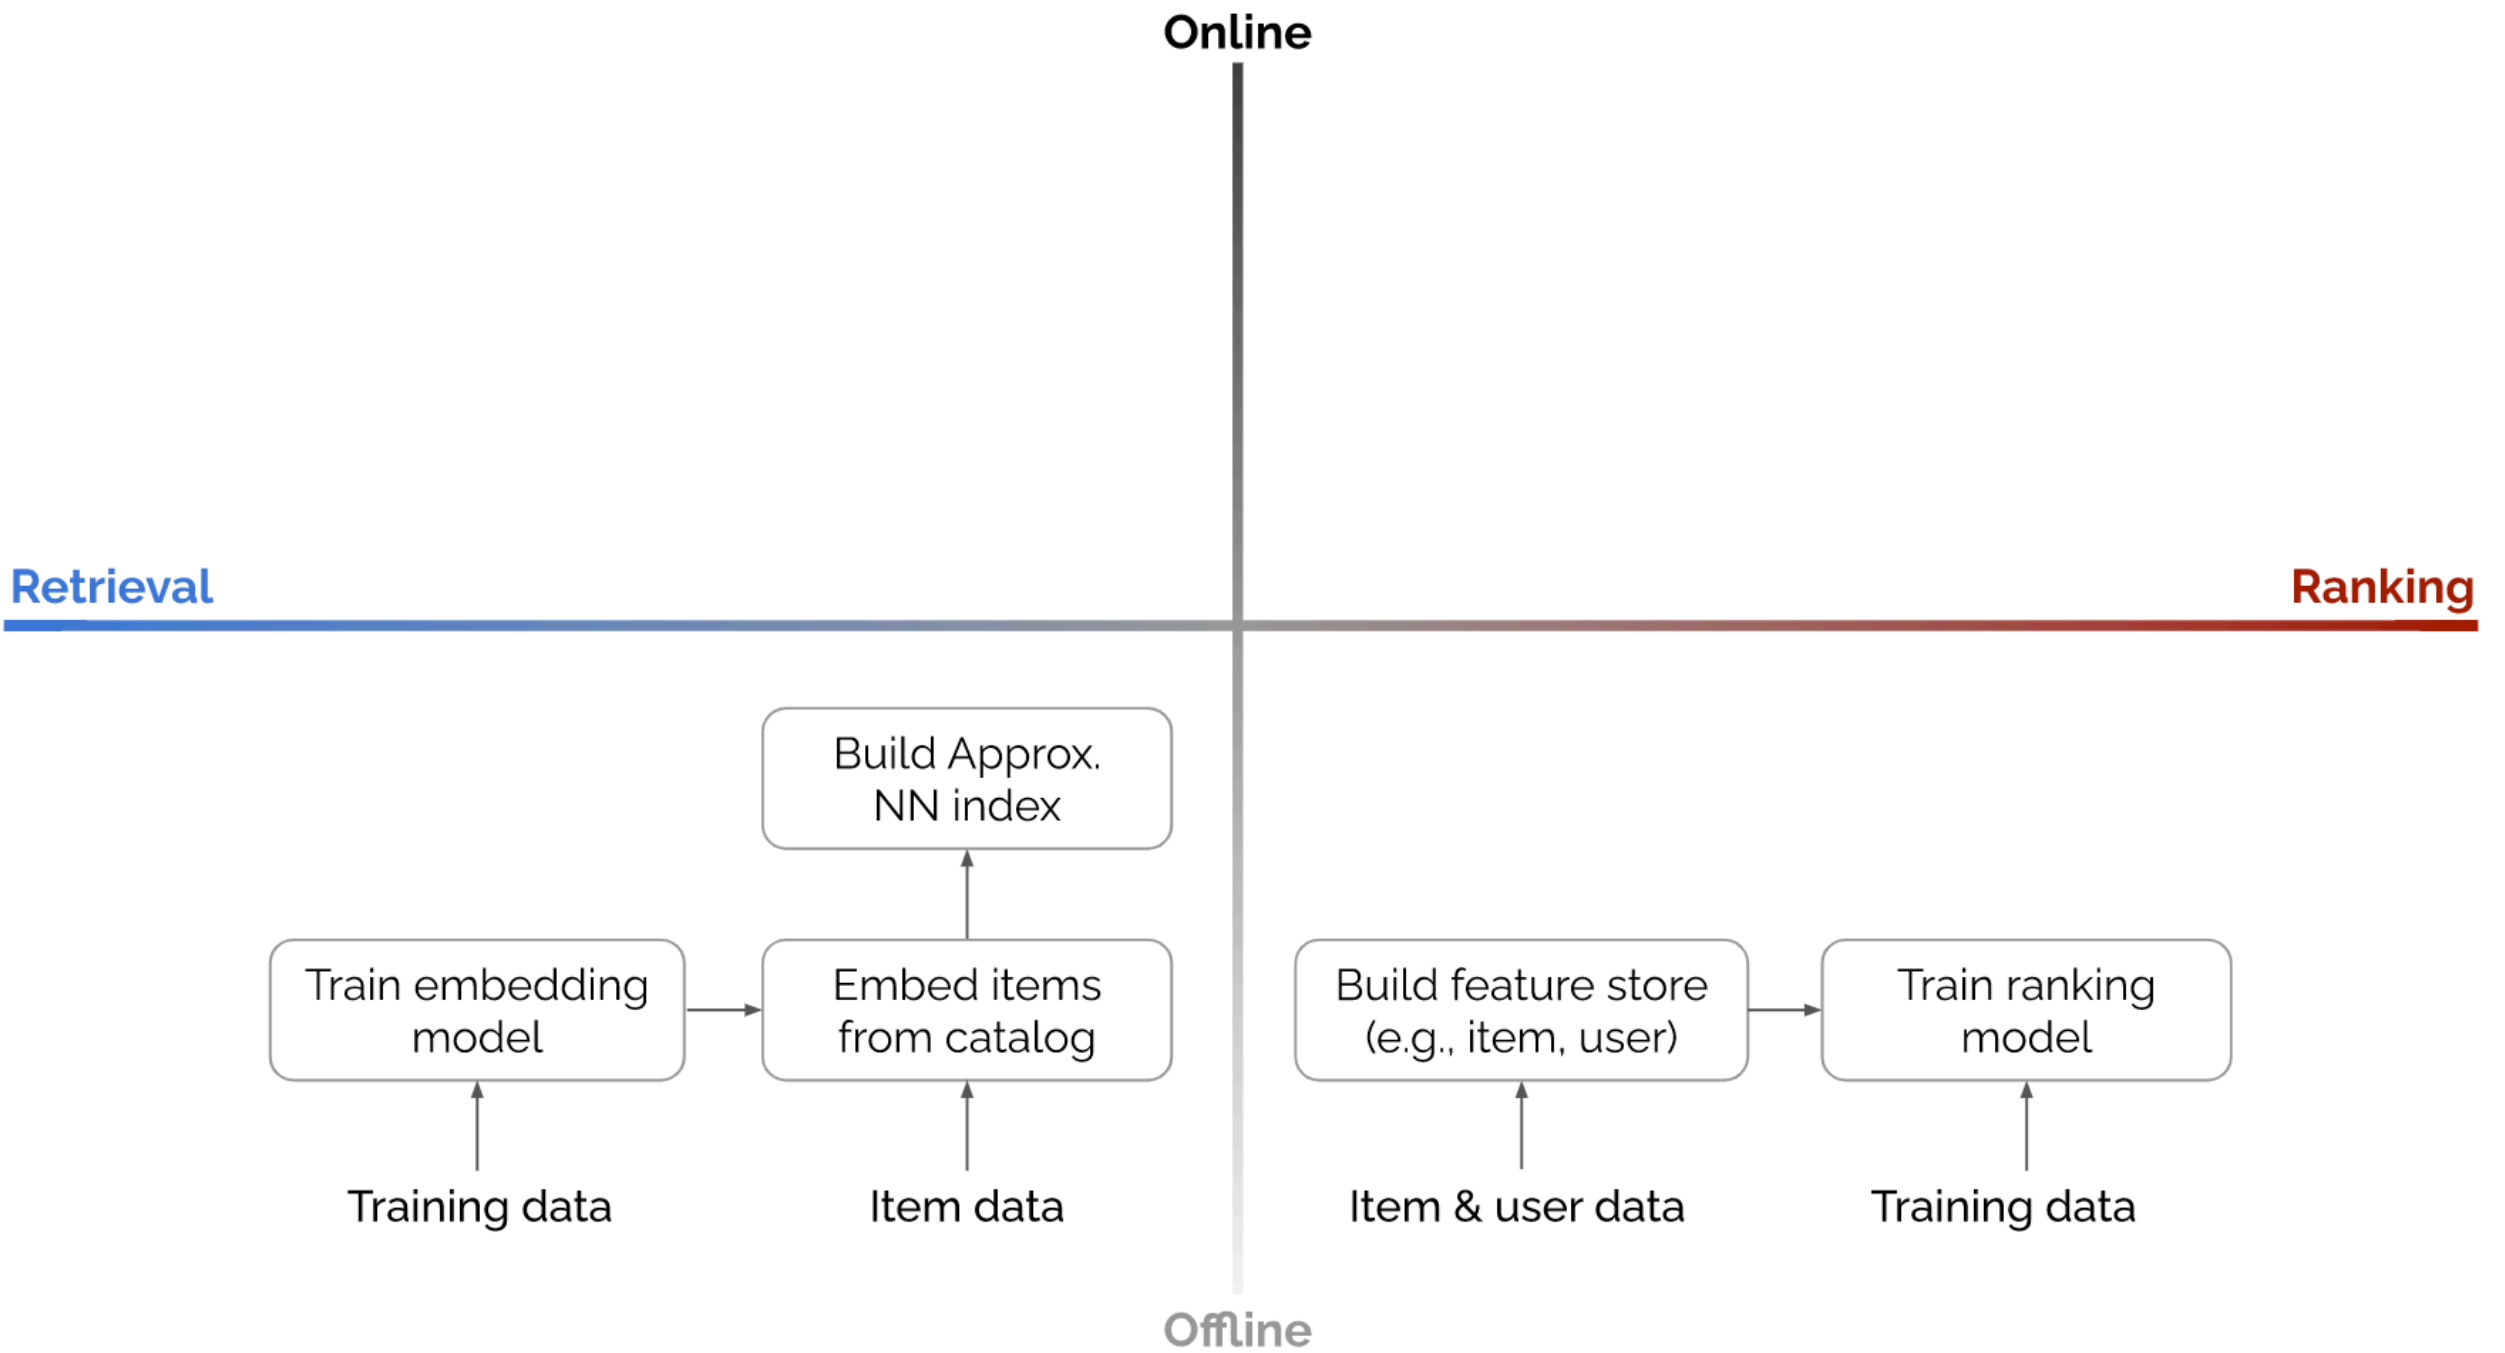 Online
Retrieval
Ranking
Build Approx.
NN index
Train embedding
model
Embed items
from catalog
Build feature store
(e.g., item, user)
Train ranking
model
Training data
Item data
Item & user data
Training data
Offline